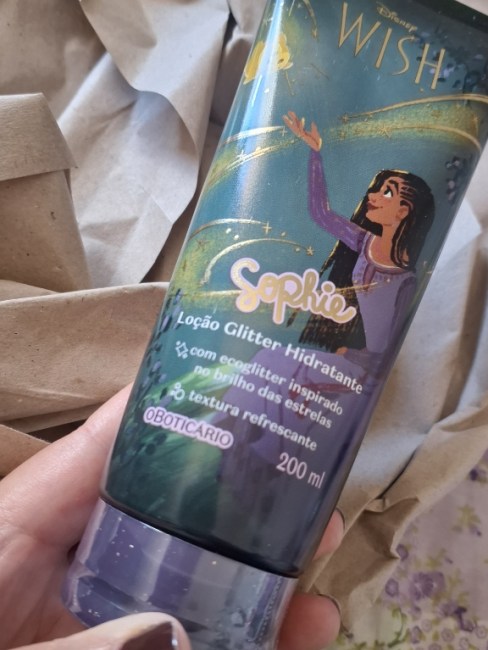 Disney
WISH
Sophie
Loção Glitter Hidratante
com ecoglitter inspirado
no brilho das estrelas
textura refrescante
oBOTICÁRIO
200 ml